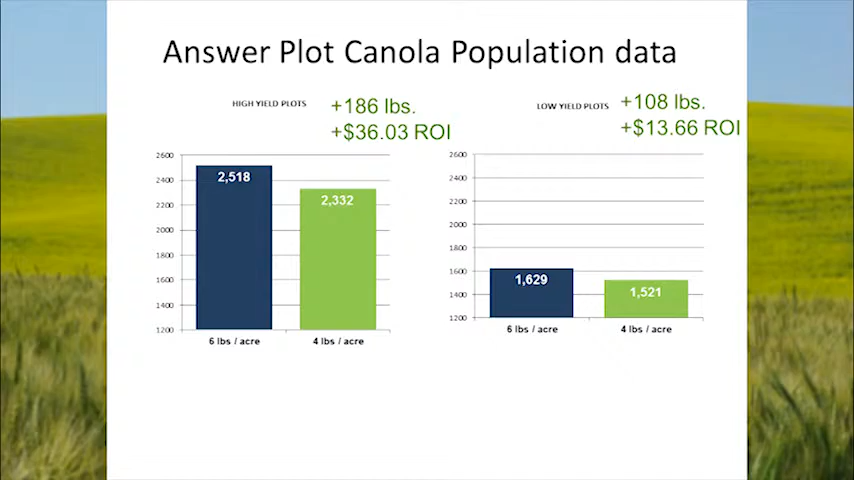 Answer Plot Canola Population data
HIGH YIELD PLOTS
+186 lbs.
+$36.03 ROI
2600
2400
2200
2000
1800
1600
1400
1200
2,518
2,332
6 lbs / acre
4 lbs / acre
LOW YIELD PLOTS
+108 lbs.
+$13.66 ROI
2600
2400
2200
2000
1800
1600
1400
1200
1,629
1,521
6 lbs / acre
4 lbs / acre